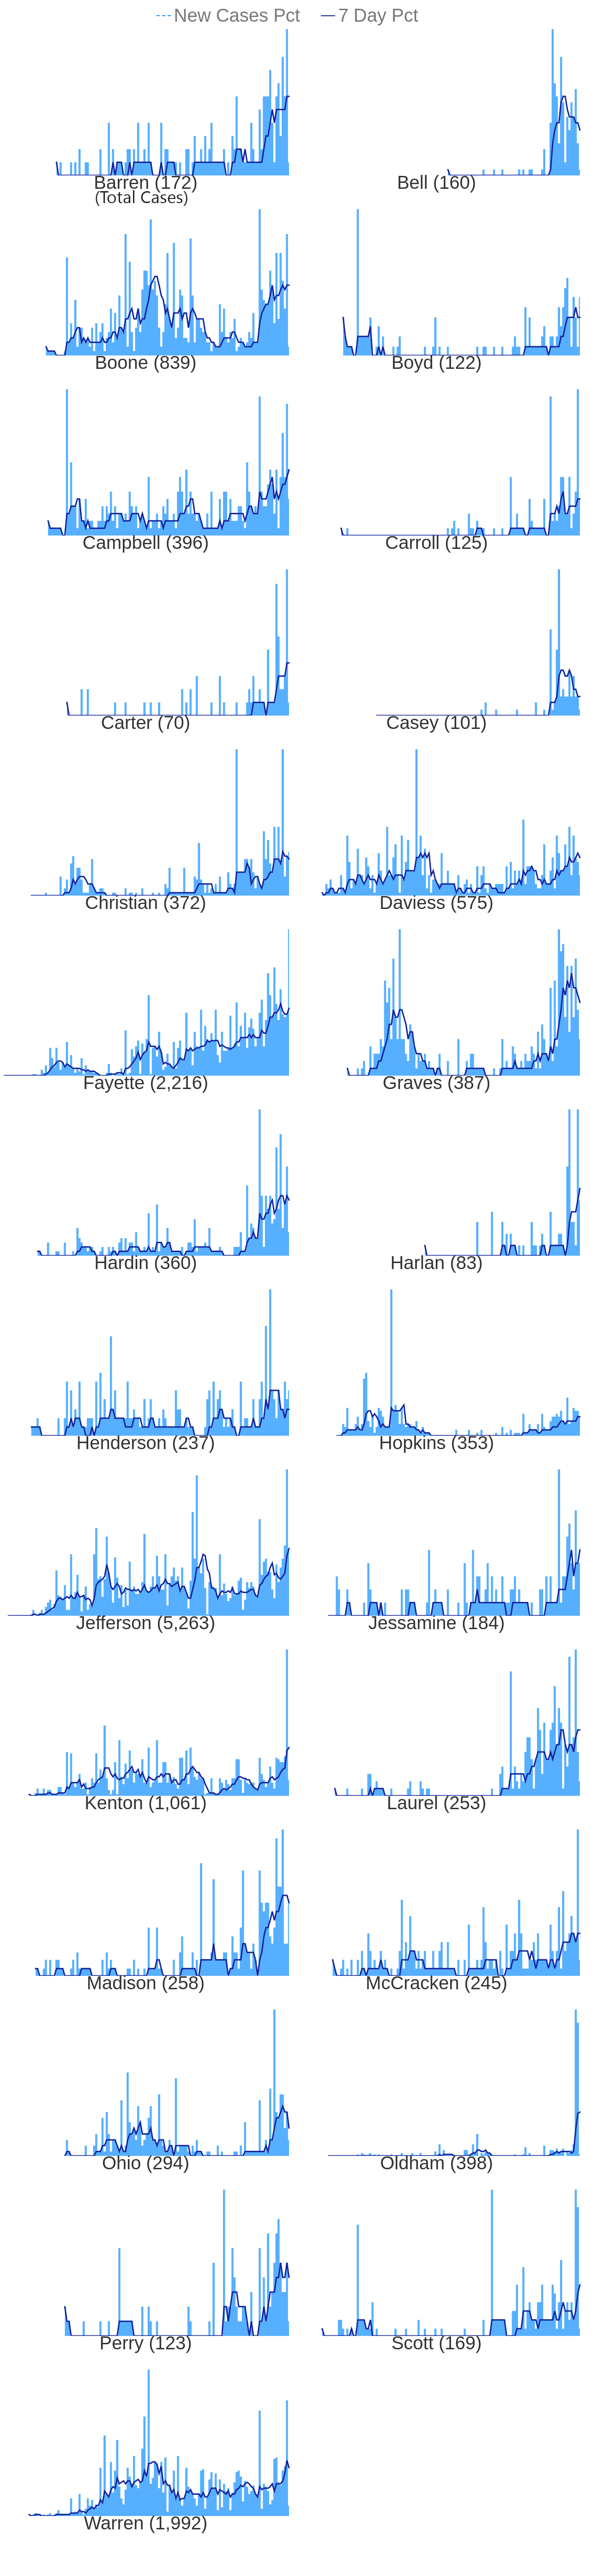 New Cases Pct 7 Day Pct
Barren (172) Bell (160)
(Total Cases)
Boone (839) Boyd (122)
Campbell (396) Carroll (125)
Carter (70) Casey (101)
Christian (372) Daviess (575)
Fayette (2,216) Graves (387)
Hardin (360) Harlan (83)
Henderson (237) Hopkins (353)
Jefferson (5,263) Jessamine (184)
Kenton (1,061) Laurel (253)
Madison (258) McCracken (245)
Ohio (294) Oldham (398)
Perry (123) Scott (169)
Warren (1,992)